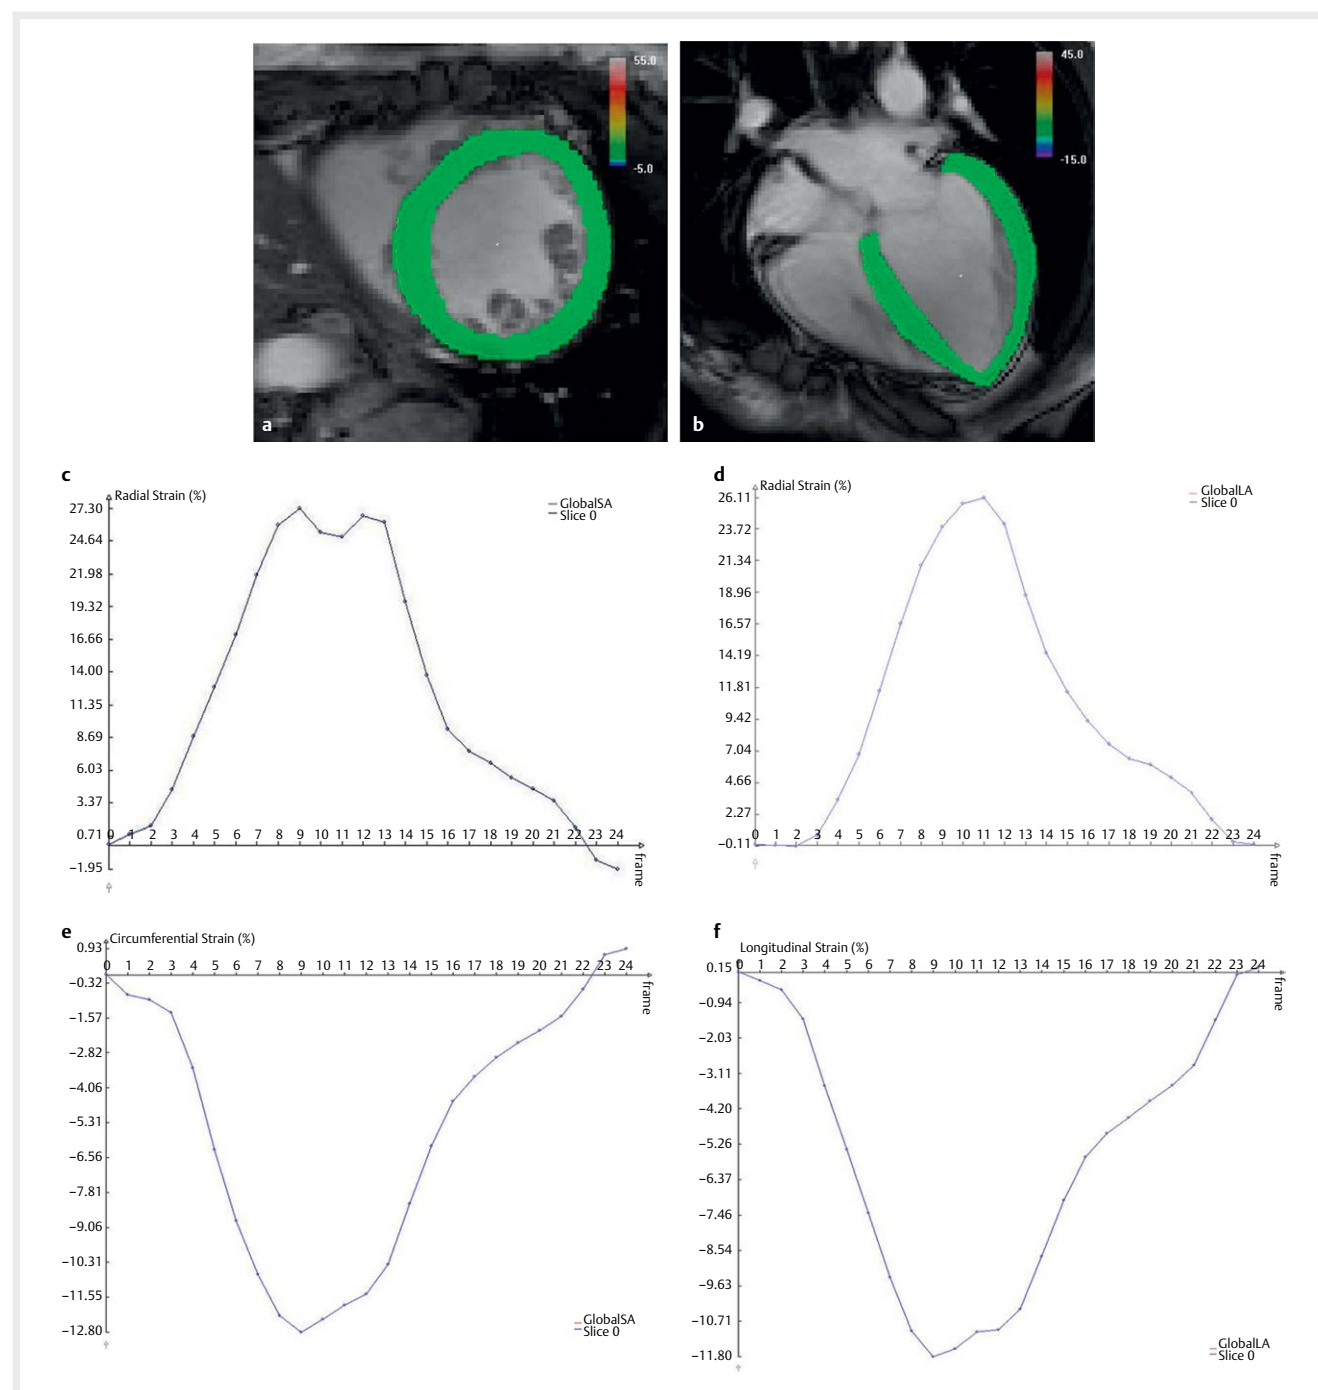 55.0
-5.0
a
45.0
-15.0
b
c
Radial Strain (%)
GlobalSA
Slice 0
27.30
24.64
21.98
19.32
16.66
14.00
11.35
8.69
6.03
3.37
0.71
−1.95
0 1 2 3 4 5 6 7 8 9 10 11 12 13 14 15 16 17 18 19 20 21 22 23 24
frame
d
Radial Strain (%)
GlobalLA
Slice 0
26.11
23.72
21.34
18.96
16.57
14.19
11.81
9.42
7.04
4.66
2.27
−0.11
0 1 2 3 4 5 6 7 8 9 10 11 12 13 14 15 16 17 18 19 20 21 22 23 24
frame
e
Circumferential Strain (%)
0.93
0 1 2 3 4 5 6 7 8 9 10 11 12 13 14 15 16 17 18 19 20 21 22 23 24
frame
−0.32
−1.57
−2.82
−4.06
−5.31
−6.56
−7.81
−9.06
−10.31
−11.55
−12.80
GlobalSA
Slice 0
f
Longitudinal Strain (%)
0.15
0 1 2 3 4 5 6 7 8 9 10 11 12 13 14 15 16 17 18 19 20 21 22 23 24
frame
−0.94
−2.03
−3.11
−4.20
−5.26
−6.37
−7.46
−8.54
−9.63
−10.71
−11.80
GlobalLA
Slice 0